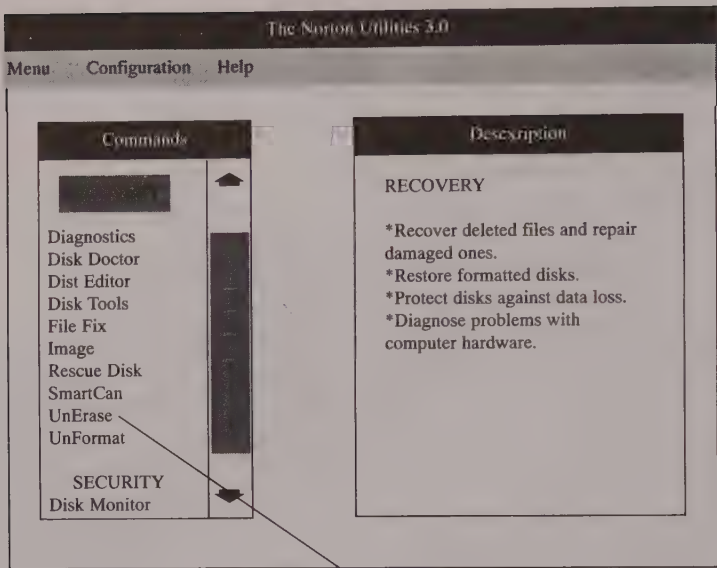 The Norton Utilities 3.0
Menu Configuration Help
Commands
Diagnostics
Disk Doctor
Dist Editor
Disk Tools
File Fix
Image
Rescue Disk
SmartCan
UnErase
UnFormat
SECURITY
Disk Monitor
Descxription
RECOVERY
*Recover deleted files and repair
damaged ones.
*Restore formatted disks.
*Protect disks against data loss.
*Diagnose problems with
computer hardware.